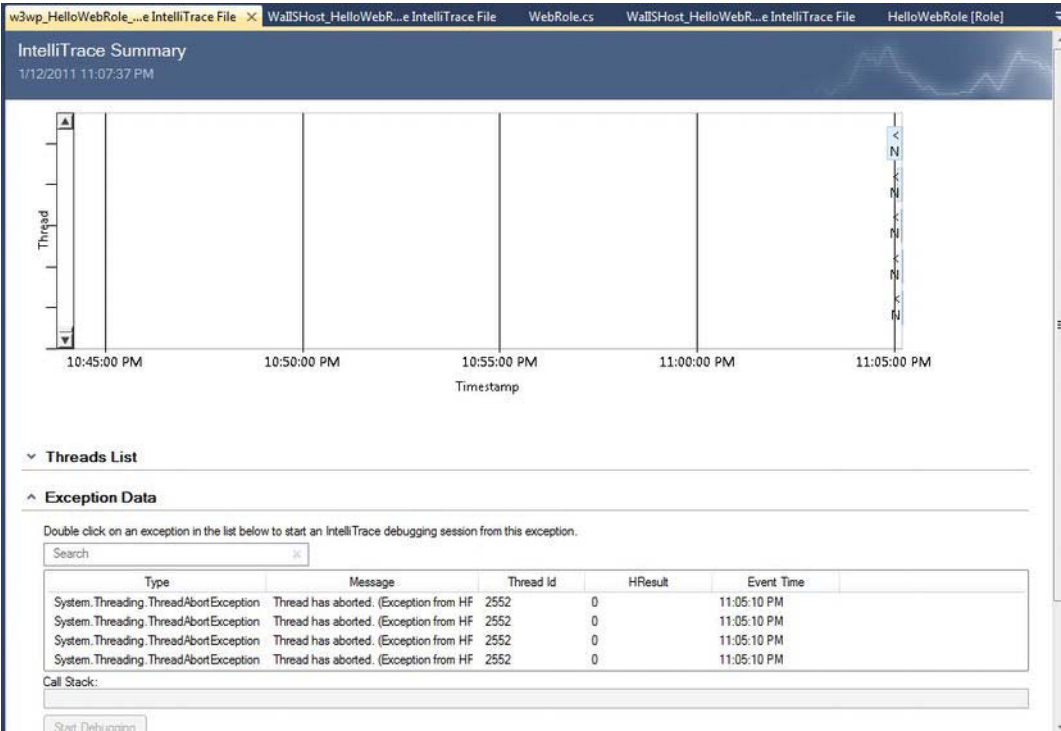 w3wp_HelloWebRole_...e IntelliTrace File WaIISHost_HelloWebR...e IntelliTrace File WebRole.cs WaIISHost_HelloWebR...e IntelliTrace File HelloWebRole [Role]
IntelliTrace Summary
1/12/2011 11:07:37 PM
<
N
<
N
<
N
<
N
<
N
Thread
10:45:00 PM 10:50:00 PM 10:55:00 PM 11:00:00 PM 11:05:00 PM
Timestamp
Threads List
Exception Data
Double click on an exception in the list below to start an IntelliTrace debugging session from this exception.
Search
Type Message Thread Id HResult Event Time
System.Threading.ThreadAbortException Thread has aborted. (Exception from HF 2552 0 11:05:10 PM
System.Threading.ThreadAbortException Thread has aborted. (Exception from HF 2552 0 11:05:10 PM
System.Threading.ThreadAbortException Thread has aborted. (Exception from HF 2552 0 11:05:10 PM
System.Threading.ThreadAbortException Thread has aborted. (Exception from HF 2552 0 11:05:10 PM
Call Stack:
Start Debugging